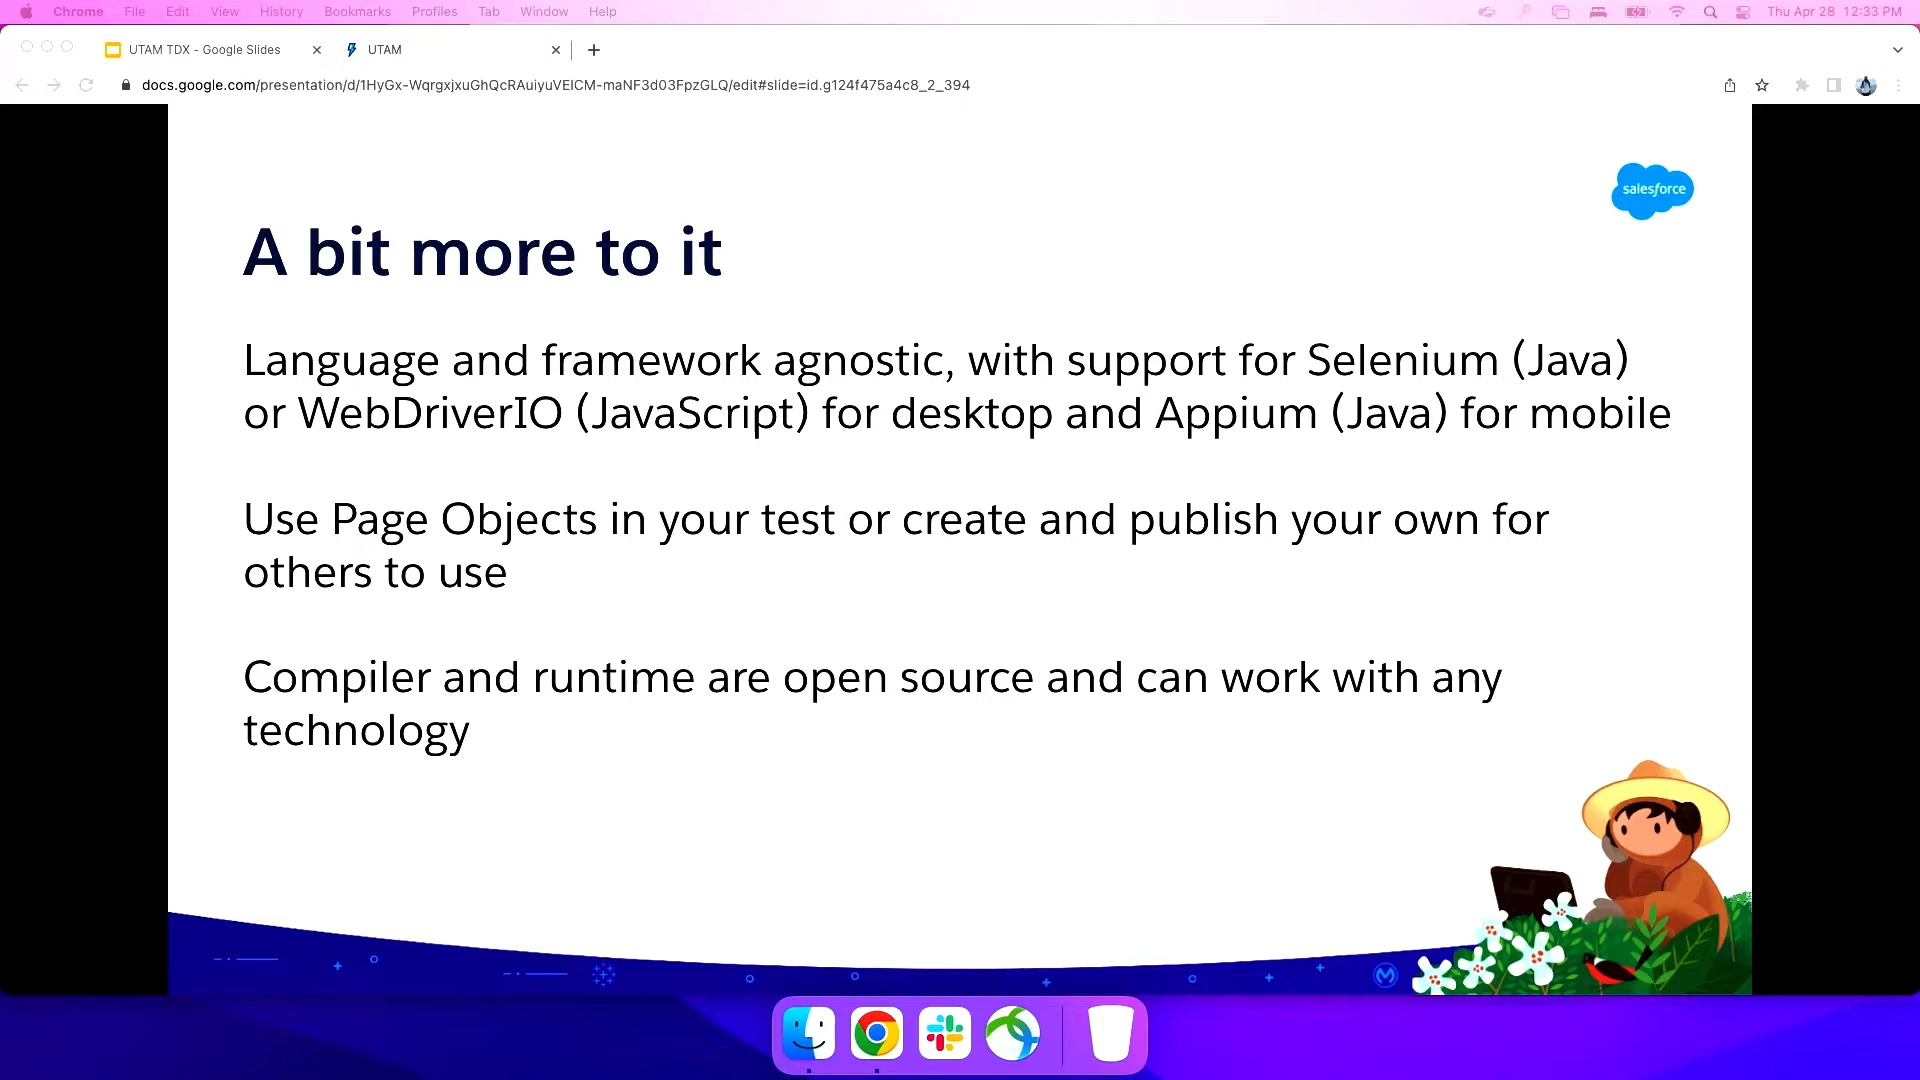 Chrome File Edit View History Bookmarks Profiles Tab Window Help Thu Apr 28 12:33 PM
UTAM TDX - Google Slides UTAM
docs.google.com/presentation/d/1HyGx-WqrgxjxuGhQcRAuiyuVEICM-maNF3d03FpzGLQ/edit#slide=id.g124f475a4c8_2_394
salesforce
A bit more to it
Language and framework agnostic, with support for Selenium (Java)
or WebDriverIO (JavaScript) for desktop and Appium (Java) for mobile
Use Page Objects in your test or create and publish your own for
others to use
Compiler and runtime are open source and can work with any
technology